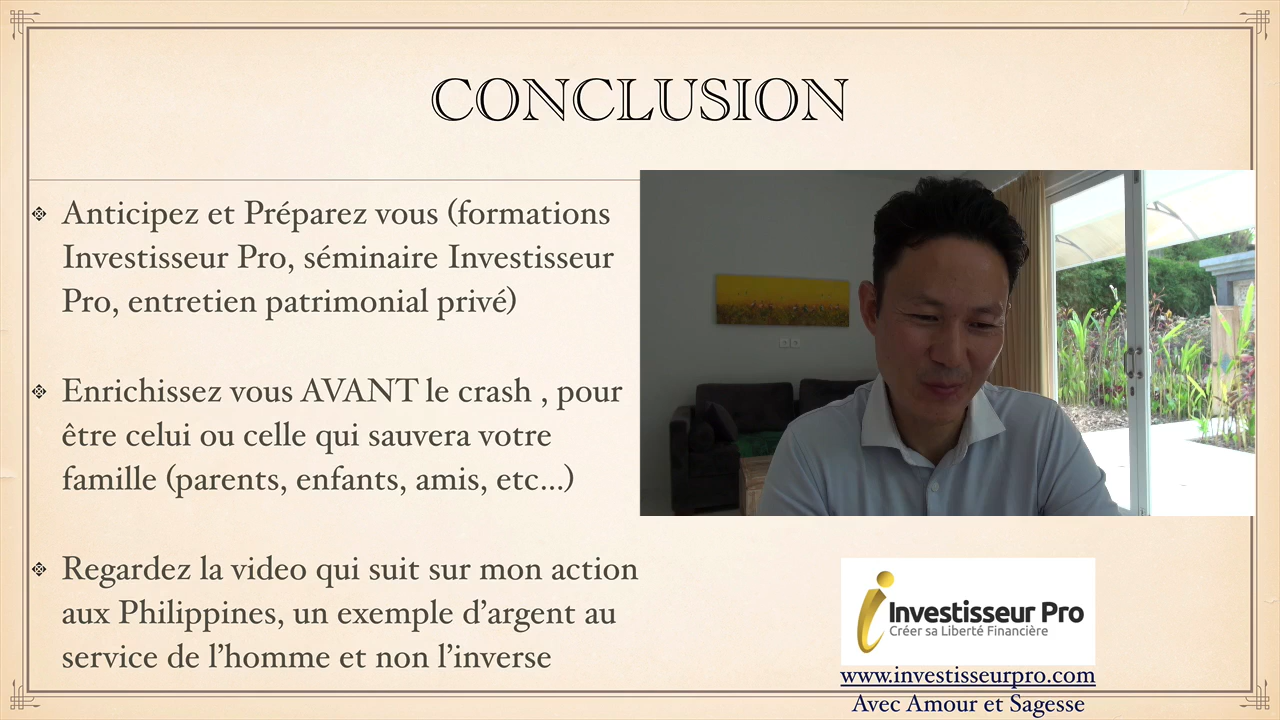 CONCLUSION
Anticipez et Préparez vous (formations
Investisseur Pro, séminaire Investisseur
Pro, entretien patrimonial privé)
Enrichissez vous AVANT le crash , pour
être celui ou celle qui sauvera votre
famille (parents, enfants, amis, etc...)
Regardez la video qui suit sur mon action
aux Philippines, un exemple d'argent au
service de l'homme et non l'inverse
Investisseur Pro
Créer sa Liberté Financière
www.investisseurpro.com
Avec Amour et Sagesse